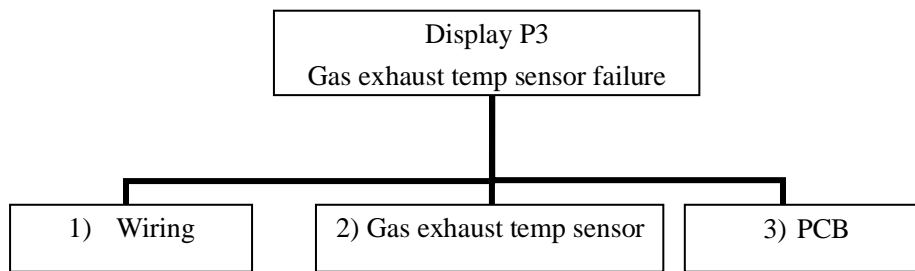 Display P3
Gas exhaust temp sensor failure
1) Wiring
2) Gas exhaust temp sensor
3) PCB